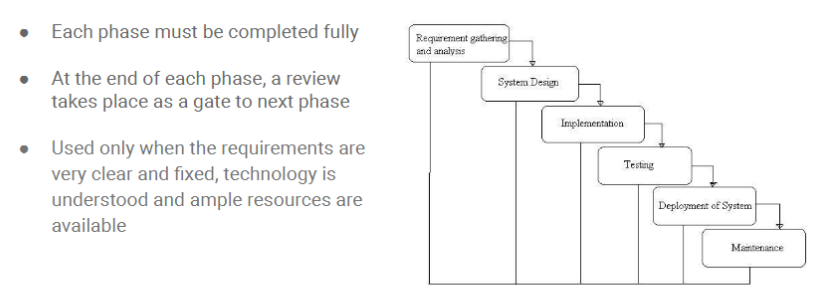 ● Each phase must be completed fully
● At the end of each phase, a review
takes place as a gate to next phase
● Used only when the requirements are
very clear and fixed, technology is
understood and ample resources are
available
Requirement gathering
and analysis
System Design
Implementation
Testing
Deployment of System
Maintenance